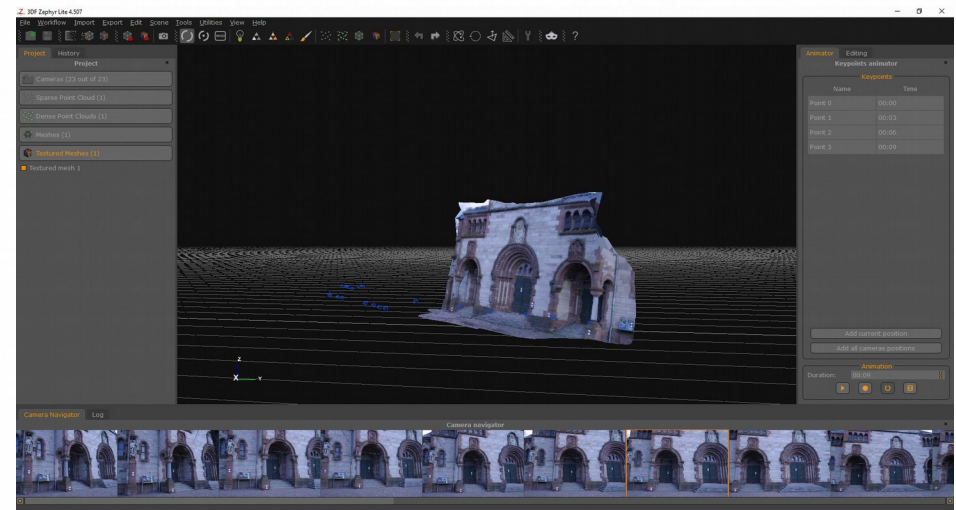 3DF Zephyr Lite 4.507
File Workflow Import Export Edit Scene Tools Utilities View Help
Project History
Project
Cameras (23 out of 23)
Sparse Point Cloud (1)
Dense Point Clouds (1)
Meshes (1)
Textured Meshes (1)
Textured mesh 1
Z
X Y
Animator Editing
Keypoints animator
Keypoints
Name Time
Point 0 00:00
Point 1 00:03
Point 2 00:06
Point 3 00:09
Add current position
Add all cameras positions
Animation
Duration: 00:09
Camera Navigator Log
Camera navigator